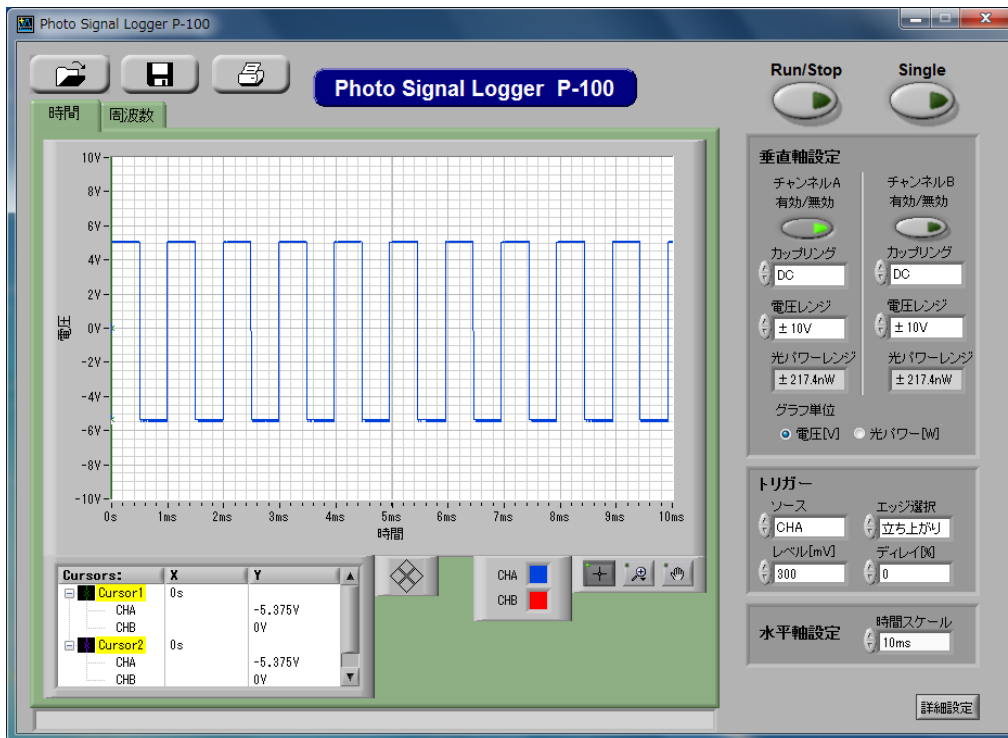 Photo Signal Logger P-100
Photo Signal Logger P-100
Run/Stop
Single
時間
周波数
10V
8V
6V
4V
2V
0V
-2V
-4V
-6V
-8V
-10V
電圧
0s
1ms
2ms
3ms
4ms
5ms
6ms
7ms
8ms
9ms
10ms
時間
Cursors: X Y
Cursor1 0s
CHA -5.375V
CHB 0V
Cursor2 0s
CHA -5.375V
CHB 0V
CHA
CHB
垂直軸設定
チャンネルA
有効/無効
カップリング
DC
電圧レンジ
±10V
光パワーレンジ
±217.4nW
チャンネルB
有効/無効
カップリング
DC
電圧レンジ
±10V
光パワーレンジ
±217.4nW
グラフ単位
電圧[V]
光パワー[W]
トリガー
ソース
CHA
エッジ選択
立ち上がり
レベル[mV]
300
ディレイ[%]
0
水平軸設定
時間スケール
10ms
詳細設定